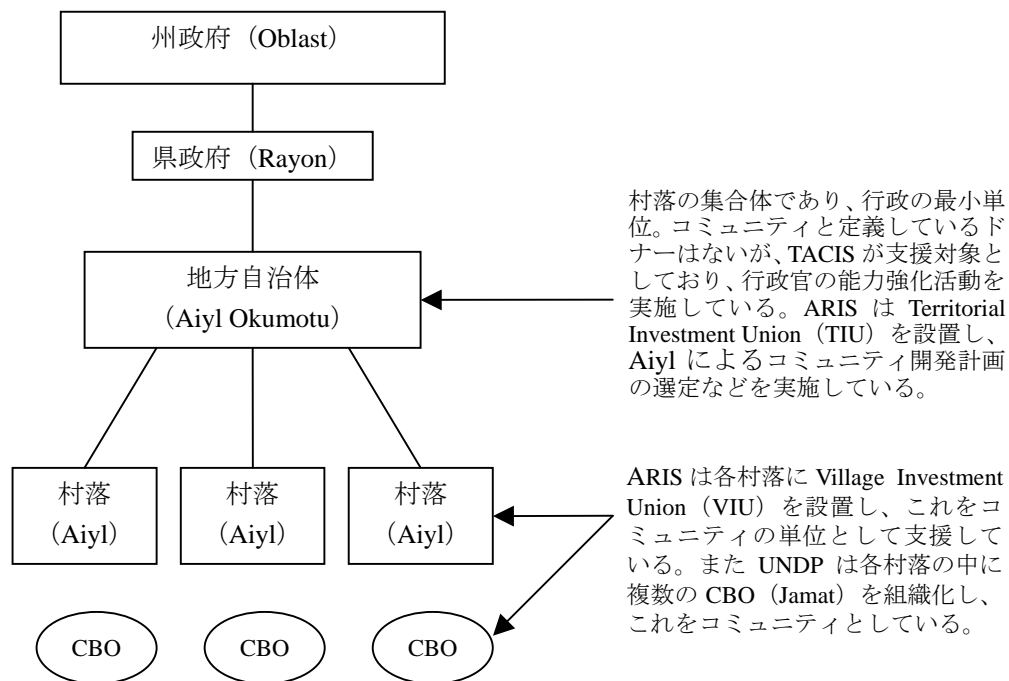 州政府（Oblast）
県政府（Rayon）
地方自治体
（Aiyl Okumotu）
村落の集合体であり、行政の最小単
位。コミュニティと定義しているド
ナーはないが、TACIS が支援対象と
しており、行政官の能力強化活動を
実施している。ARIS は Territorial
Investment Union（TIU）を設置し、
Aiyl によるコミュニティ開発計画
の選定などを実施している。
村落
（Aiyl）
村落
（Aiyl）
村落
（Aiyl）
ARIS は各村落に Village Investment
Union（VIU）を設置し、これをコ
ミュニティの単位として支援して
いる。また UNDP は各村落の中に
複数の CBO（Jamat）を組織化し、
これをコミュニティとしている。
CBO
CBO
CBO